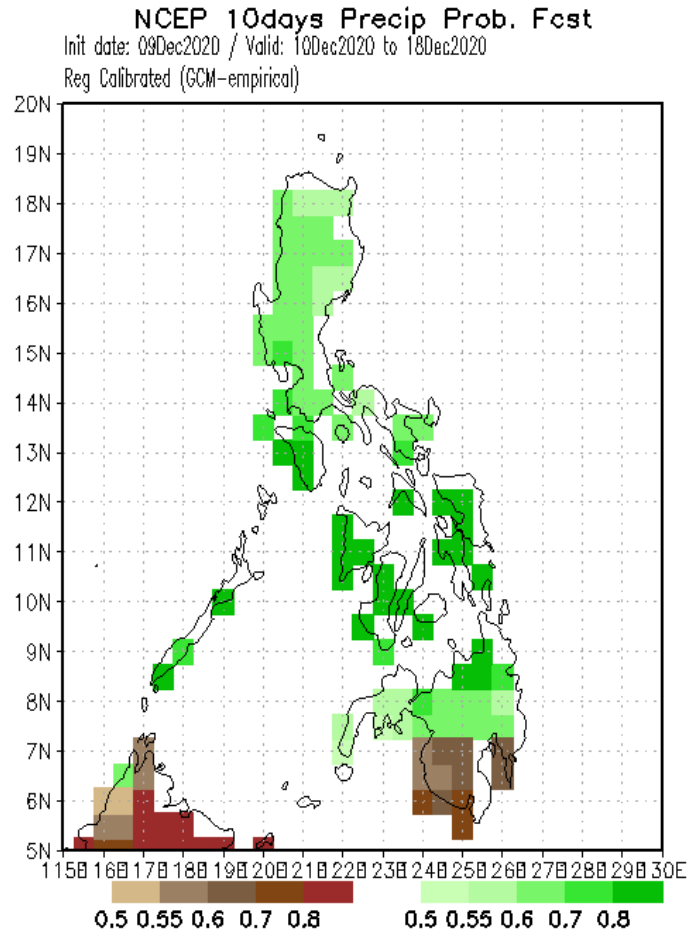 NCEP 10days Precip Prob. Fcst
Init date: 09Dec2020 / Valid: 10Dec2020 to 18Dec2020
Reg Calibrated (GCM-empirical)
20N
19N
18N
17N
16N
15N
14N
13N
12N
11N
10N
9N
8N
7N
6N
5N
115E 116E 117E 118E 119E 120E 121E 122E 123E 124E 125E 126E 127E 128E 129E 130E
0.5 0.55 0.6 0.7 0.8 0.5 0.55 0.6 0.7 0.8